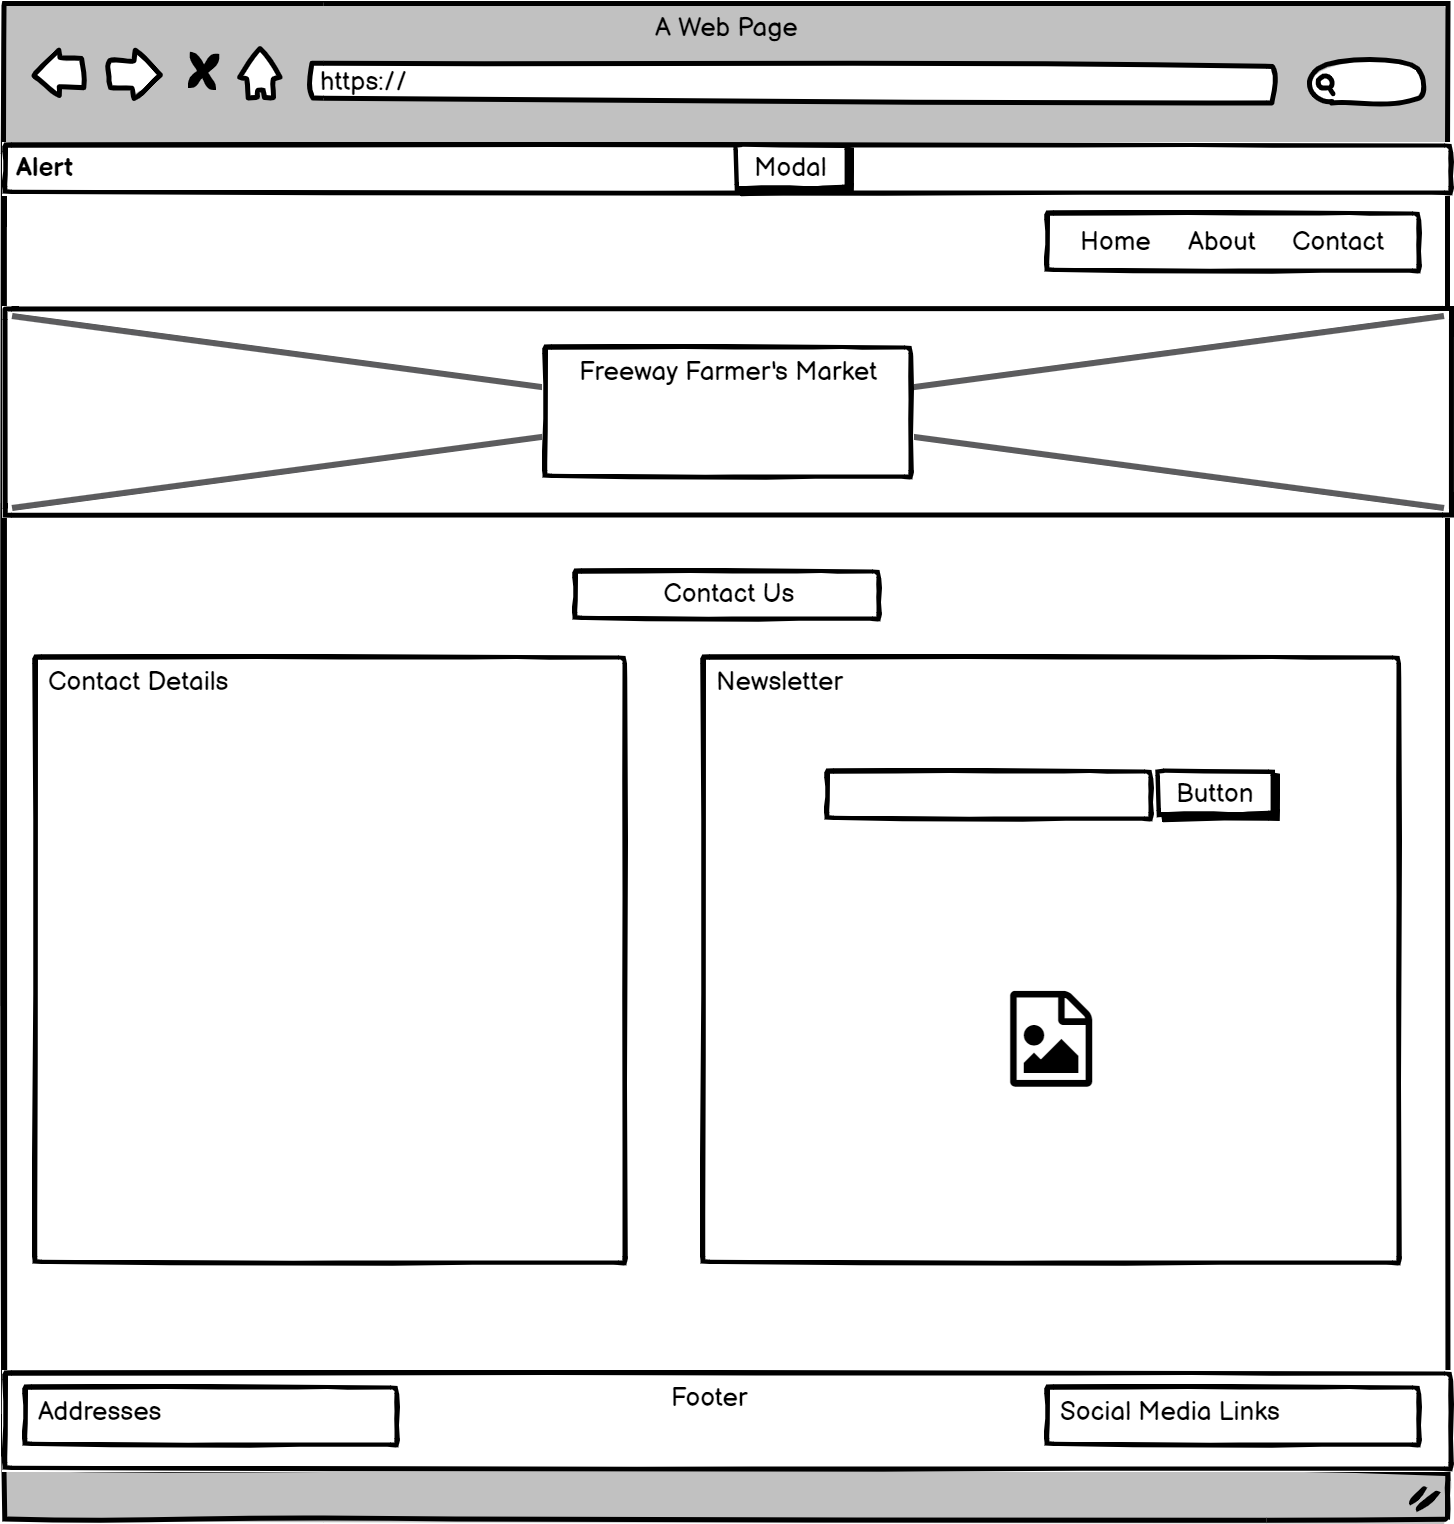 A Web Page
https://
Alert
Modal
Home About Contact
Freeway Farmer's Market
Contact Us
Contact Details
Newsletter
Button
Footer
Addresses
Social Media Links